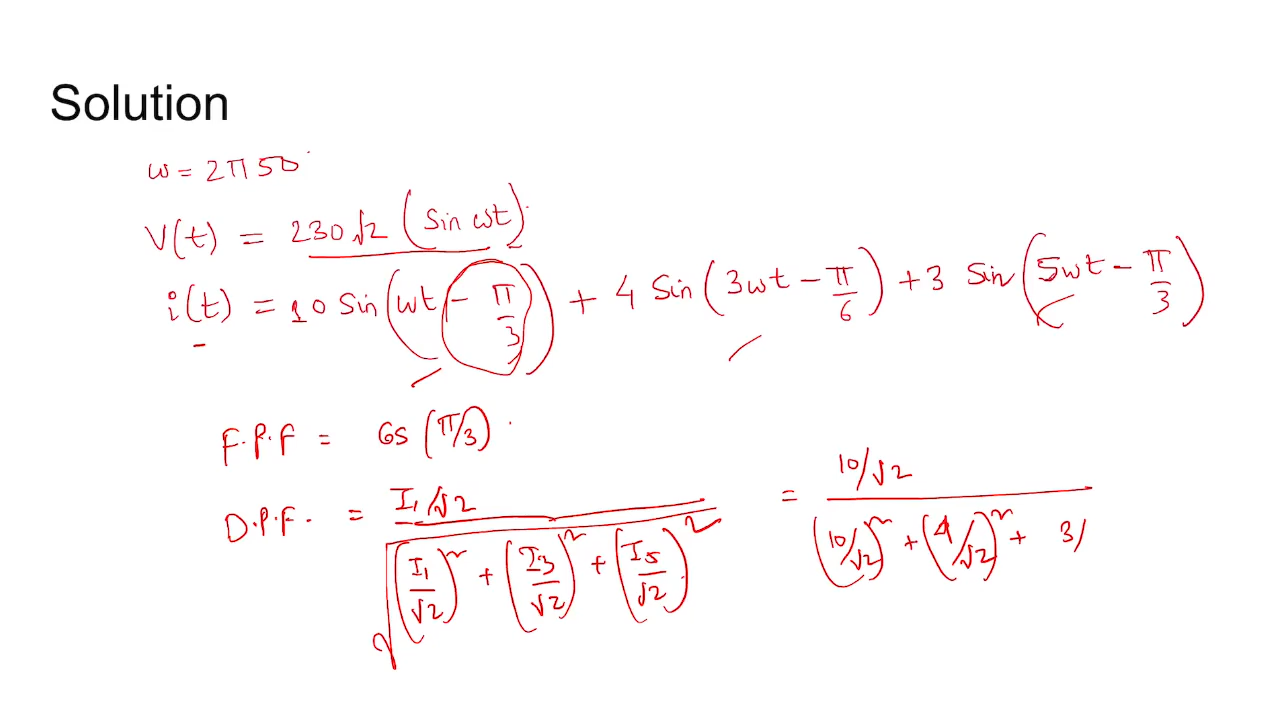 Solution
ω = 2π50
V(t) = 230√2 (Sin ωt)
i(t) = 10 Sin(ωt - π/3) + 4 Sin(3ωt - π/6) + 3 Sin(5ωt - π/3)
F.P.F = Cos (π/3)
D.P.F. = I₁/√2 / √((I₁/√2)² + (I₃/√2)² + (I₅/√2)²) = 10/√2 / (10/√2)² + (4/√2)² + 3/